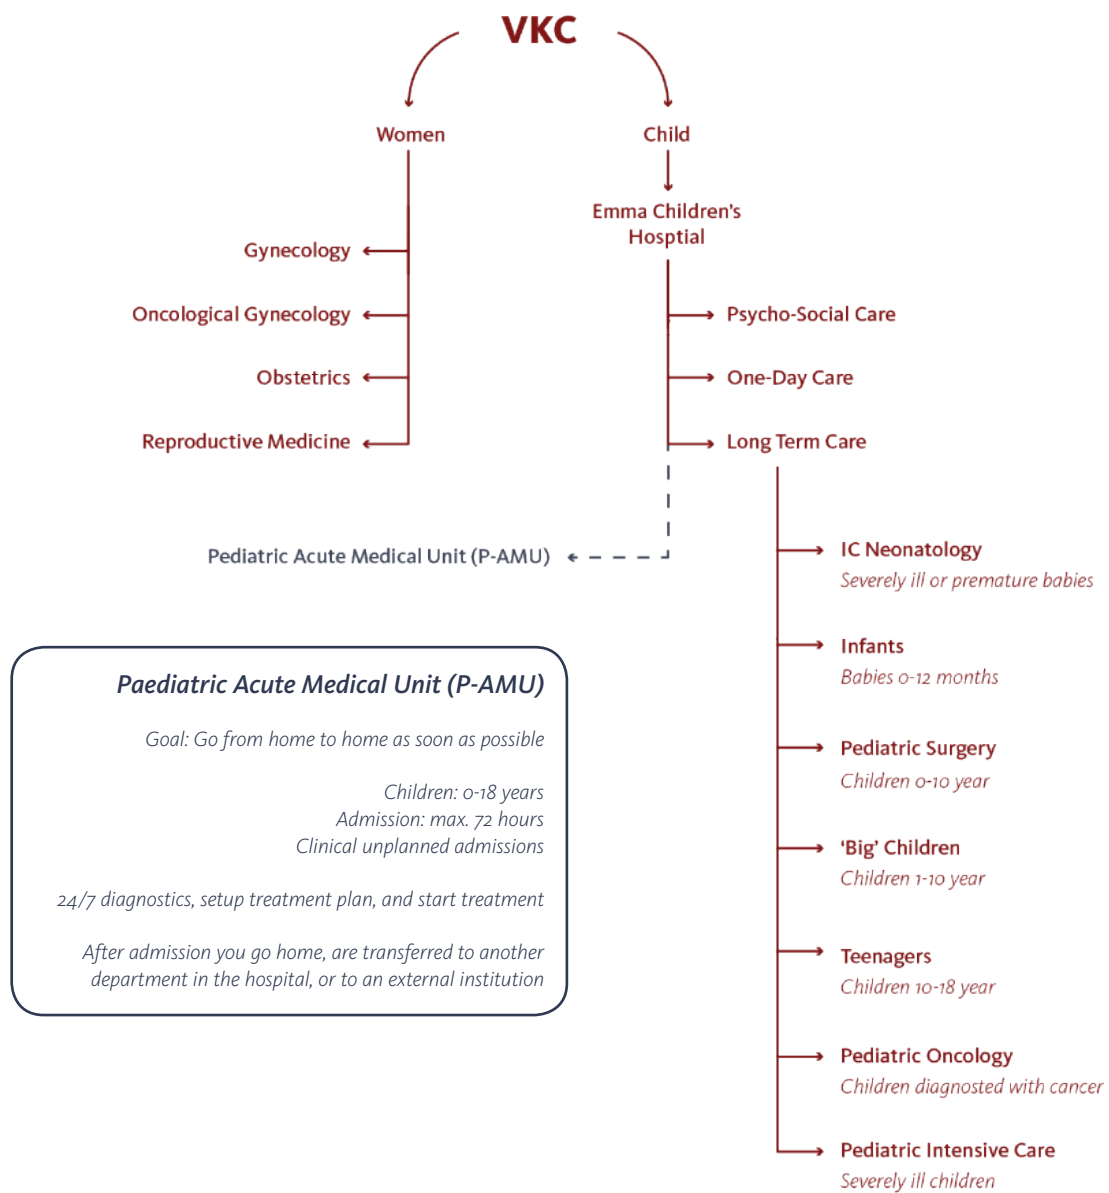 VKC
Women
Gynecology
Oncological Gynecology
Obstetrics
Reproductive Medicine
Child
Emma Children's
Hosptial
Psycho-Social Care
One-Day Care
Long Term Care
Pediatric Acute Medical Unit (P-AMU)
IC Neonatology
Severely ill or premature babies
Infants
Babies 0-12 months
Pediatric Surgery
Children 0-10 year
‘Big’ Children
Children 1-10 year
Teenagers
Children 10-18 year
Pediatric Oncology
Children diagnosed with cancer
Pediatric Intensive Care
Severely ill children
Paediatric Acute Medical Unit (P-AMU)
Goal: Go from home to home as soon as possible
Children: 0-18 years
Admission: max. 72 hours
Clinical unplanned admissions
24/7 diagnostics, setup treatment plan, and start treatment
After admission you go home, are transferred to another
department in the hospital, or to an external institution